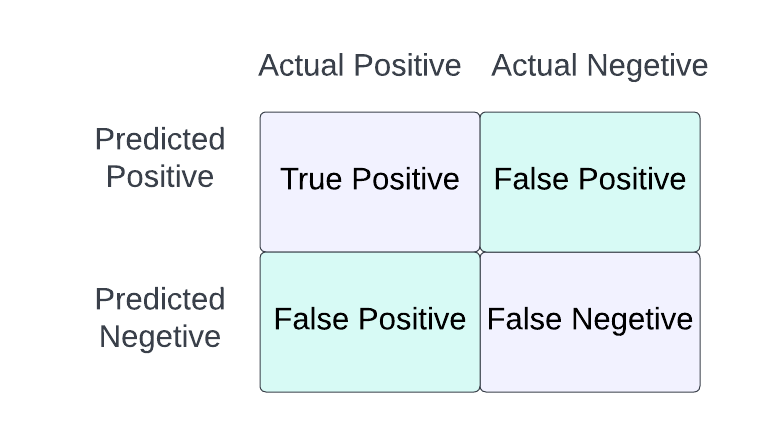 Actual Positive Actual Negetive
Predicted
Positive
True Positive False Positive
Predicted
Negetive
False Positive False Negetive